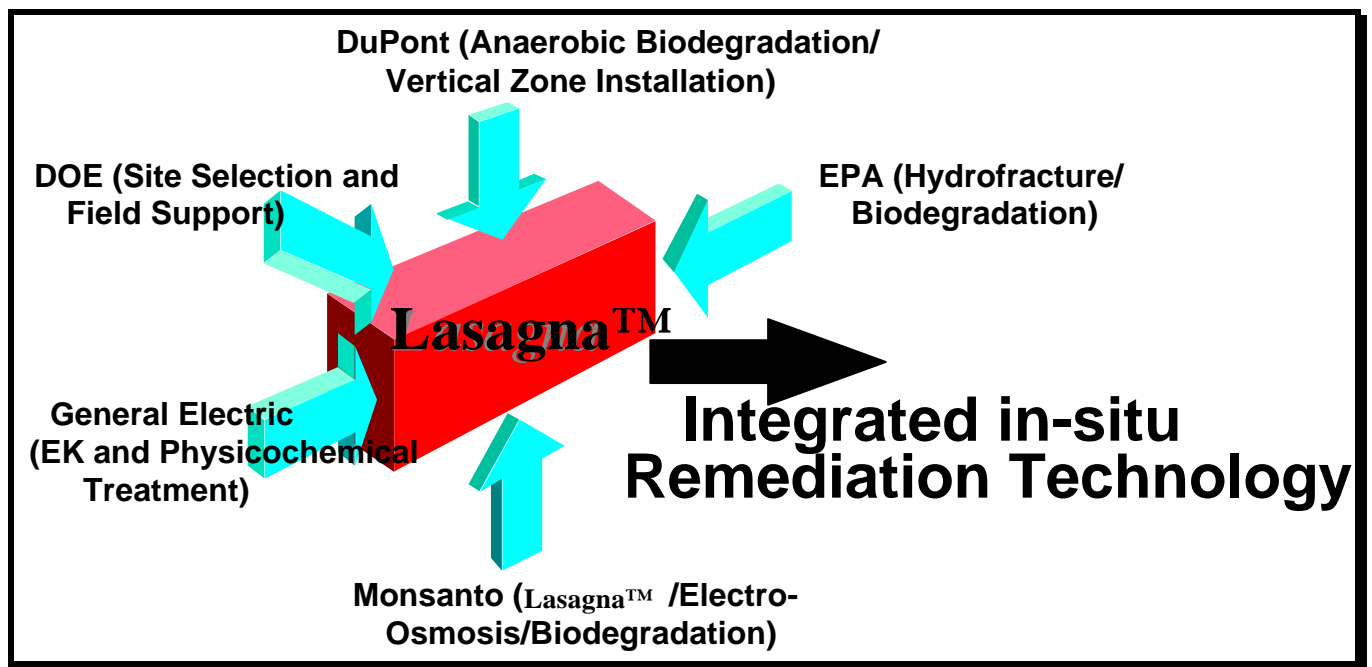 DuPont (Anaerobic Biodegradation/
Vertical Zone Installation)
DOE (Site Selection and
Field Support)
EPA (Hydrofracture/
Biodegradation)
Lasagna™
General Electric
(EK and Physicochemical
Treatment)
Integrated in-situ
Remediation Technology
Monsanto (Lasagna™ /Electro-
Osmosis/Biodegradation)